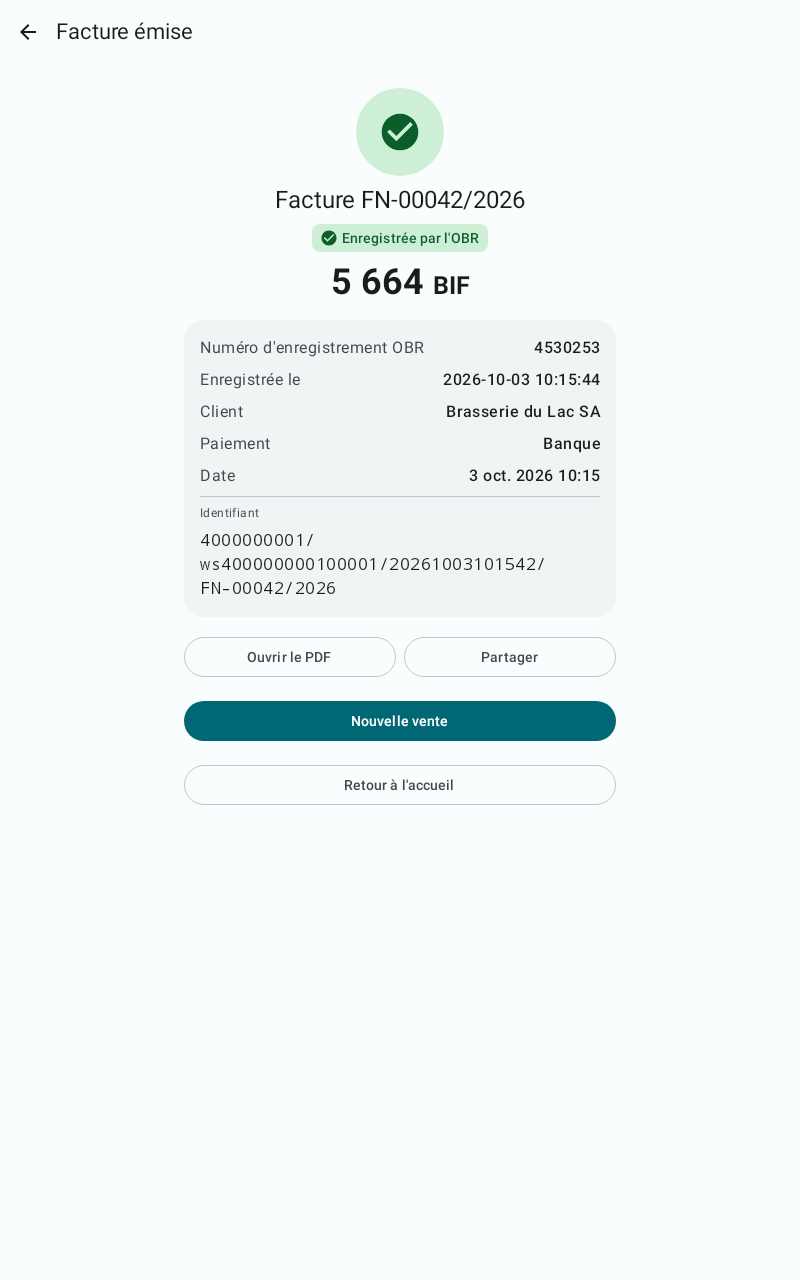 Facture émise
Facture FN-00042/2026
Enregistrée par l'OBR
5 664 BIF
Numéro d'enregistrement OBR 4530253
Enregistrée le 2026-10-03 10:15:44
Client Brasserie du Lac SA
Paiement Banque
Date 3 oct. 2026 10:15
Identifiant
4000000001/
ws400000000100001/20261003101542/
FN-00042/2026
Ouvrir le PDF Partager
Nouvelle vente
Retour à l'accueil